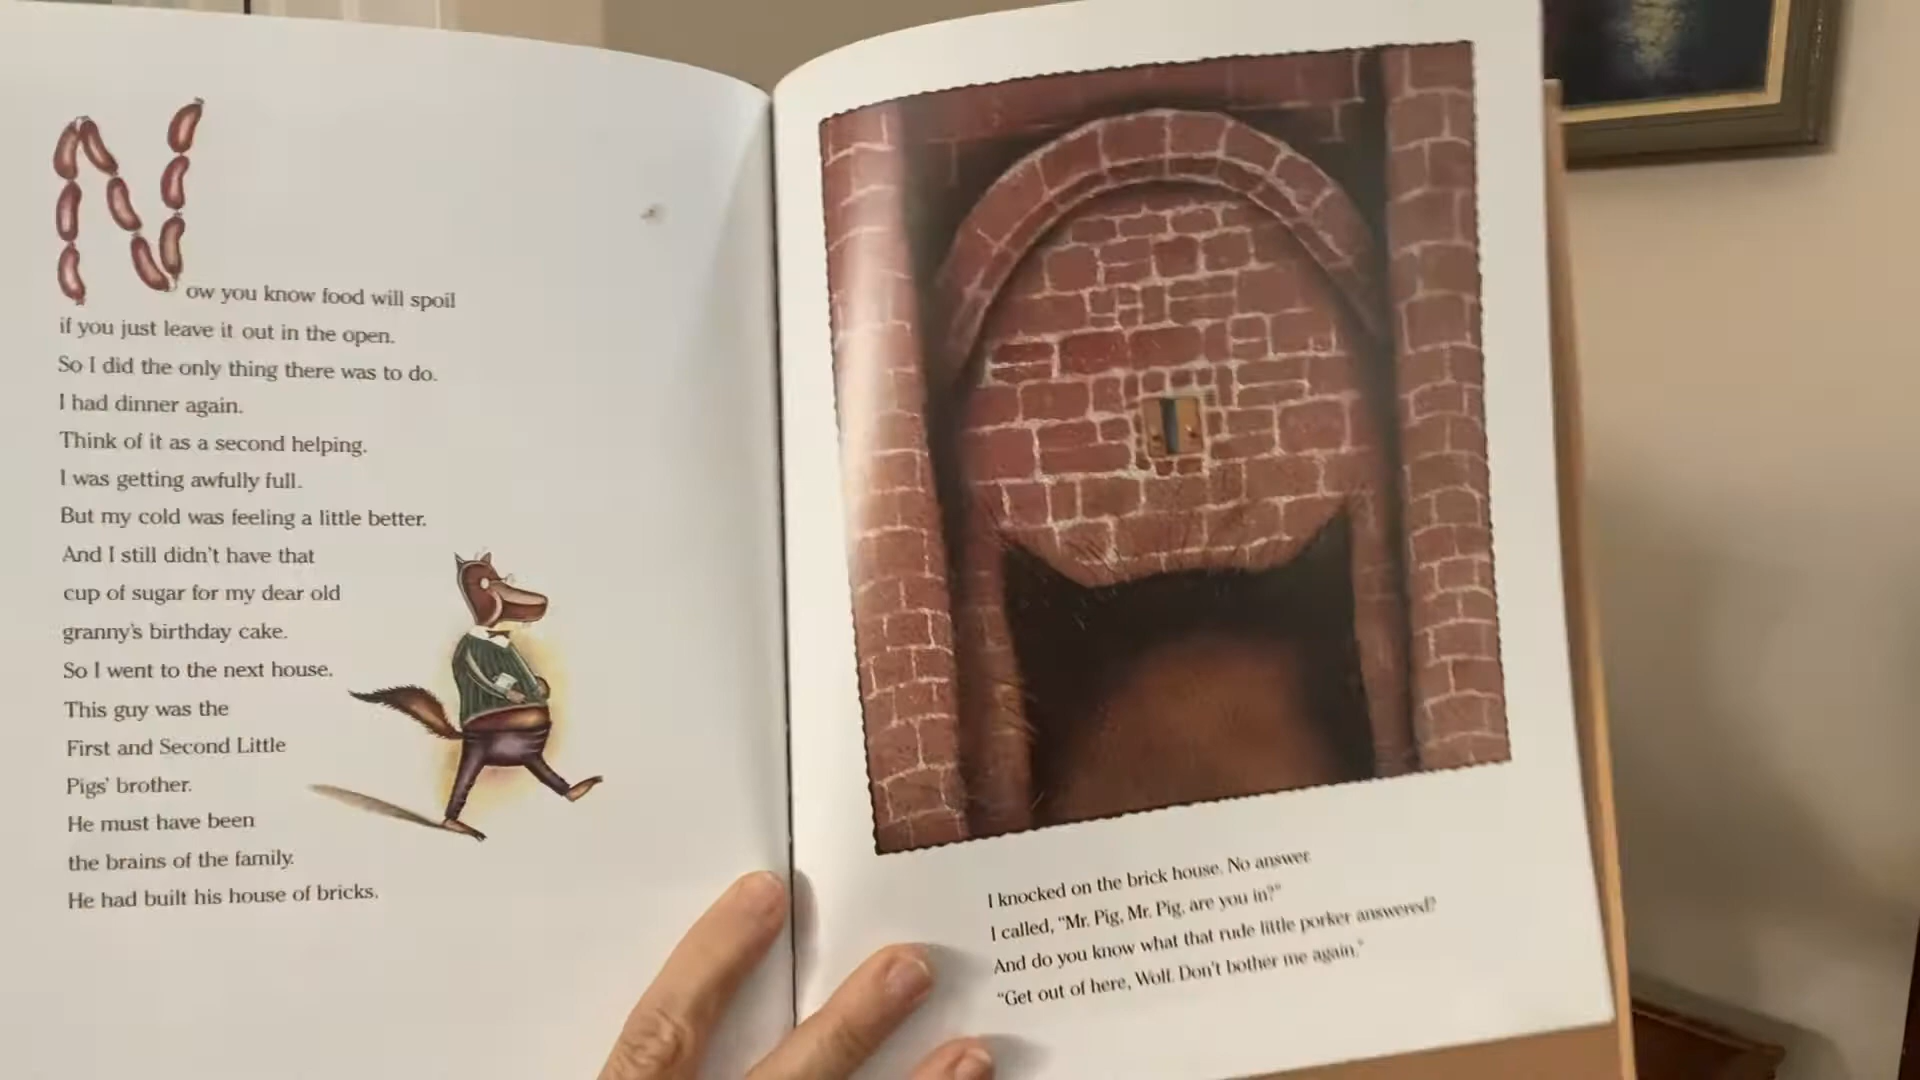 Now you know food will spoil
if you just leave it out in the open.
So I did the only thing there was to do.
I had dinner again.
Think of it as a second helping.
I was getting awfully full.
But my cold was feeling a little better.
And I still didn't have that
cup of sugar for my dear old
granny's birthday cake.
So I went to the next house.
This guy was the
First and Second Little
Pigs' brother.
He must have been
the brains of the family.
He had built his house of bricks.
I knocked on the brick house. No answer.
I called, "Mr. Pig, Mr. Pig, are you in?"
And do you know what that rude little porker answered?
"Get out of here, Wolf. Don't bother me again."